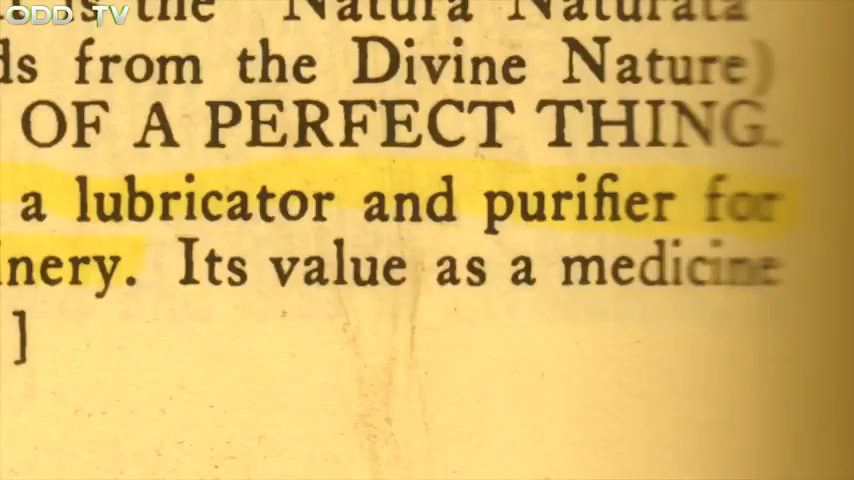 ODD TV
the "Natura Naturata
ds from the Divine Nature)
OF A PERFECT THING.
a lubricator and purifier for
inery. Its value as a medicine
]